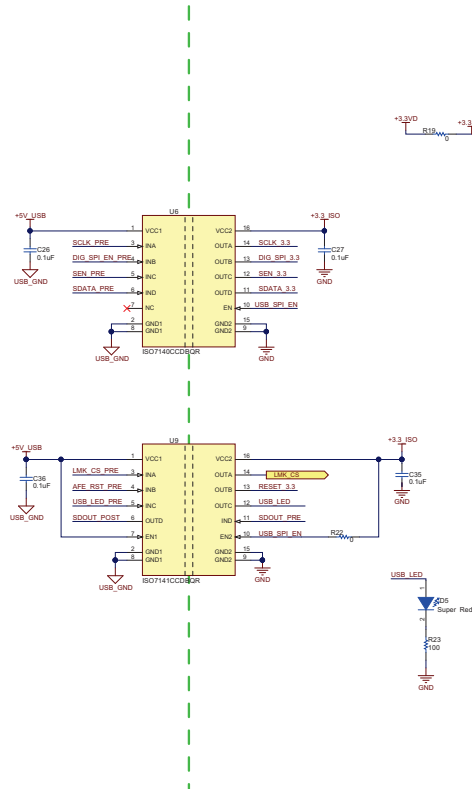 +3.3VD
+3.3
R19
0
U6
+5V_USB
1 VCC1 VCC2 16
+3.3_ISO
C26
0.1uF
USB_GND
SCLK_PRE 3 INA OUTA 14 SCLK_3.3
C27
0.1uF
GND
DIG_SPI_EN_PRE 4 INB OUTB 13 DIG_SPI_3.3
SEN_PRE 5 INC OUTC 12 SEN_3.3
SDATA_PRE 6 IND OUTD 11 SDATA_3.3
7 NC EN 10 USB_SPI_EN
2 GND1 GND2 15
8 GND1 GND2 9
USB_GND
GND
ISO7140CCDBQR
U9
+5V_USB
1 VCC1 VCC2 16
+3.3_ISO
C36
0.1uF
USB_GND
LMK_CS_PRE 3 INA OUTA 14 LMK_CS
C35
0.1uF
GND
AFE_RST_PRE 4 INB OUTB 13 RESET_3.3
USB_LED_PRE 5 INC OUTC 12 USB_LED
SDOUT_POST 6 OUTD IND 11 SDOUT_PRE
7 EN1 EN2 10 USB_SPI_EN
R22
0
2 GND1 GND2 15
8 GND1 GND2 9
USB_GND
GND
ISO7141CCDBQR
USB_LED
1
D5
Super Red
2
R23
100
GND